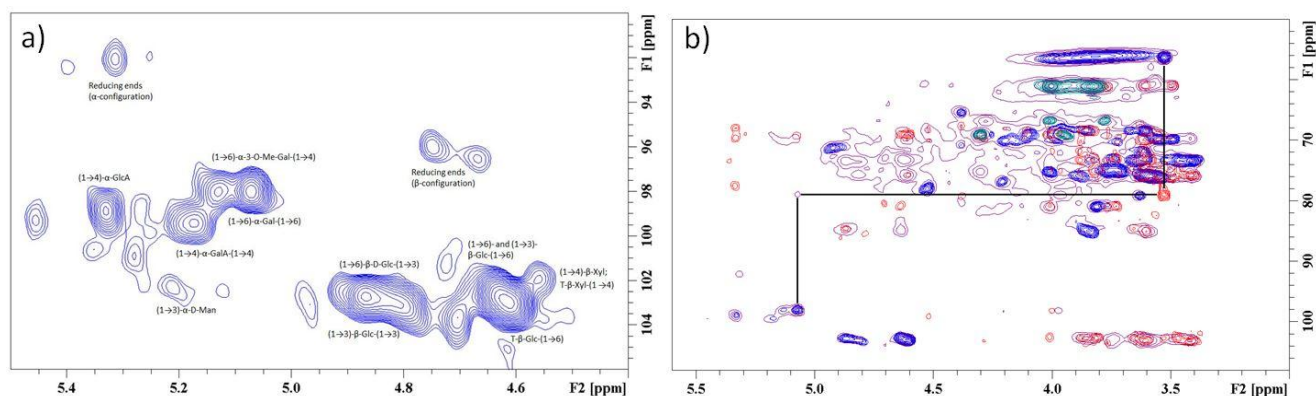 a)
F1 [ppm]
94
96
98
100
102
104
Reducing ends
(α-configuration)
(1→6)-α-3-O-Me-Gal-(1→4)
Reducing ends
(β-configuration)
(1→4)-α-GlcA
(1→6)-α-Gal-(1→6)
(1→4)-α-GalA-(1→4)
(1→6)- and (1→3)-
β-Glc-(1→6)
(1→6)-β-D-Glc-(1→3)
(1→4)-β-Xyl;
T-β-Xyl-(1→4)
(1→3)-α-D-Man
(1→3)-β-Glc-(1→3)
T-β-Glc-(1→6)
5.4
5.2
5.0
4.8
4.6
F2 [ppm]
b)
F1 [ppm]
70
80
90
100
5.5
5.0
4.5
4.0
3.5
F2 [ppm]